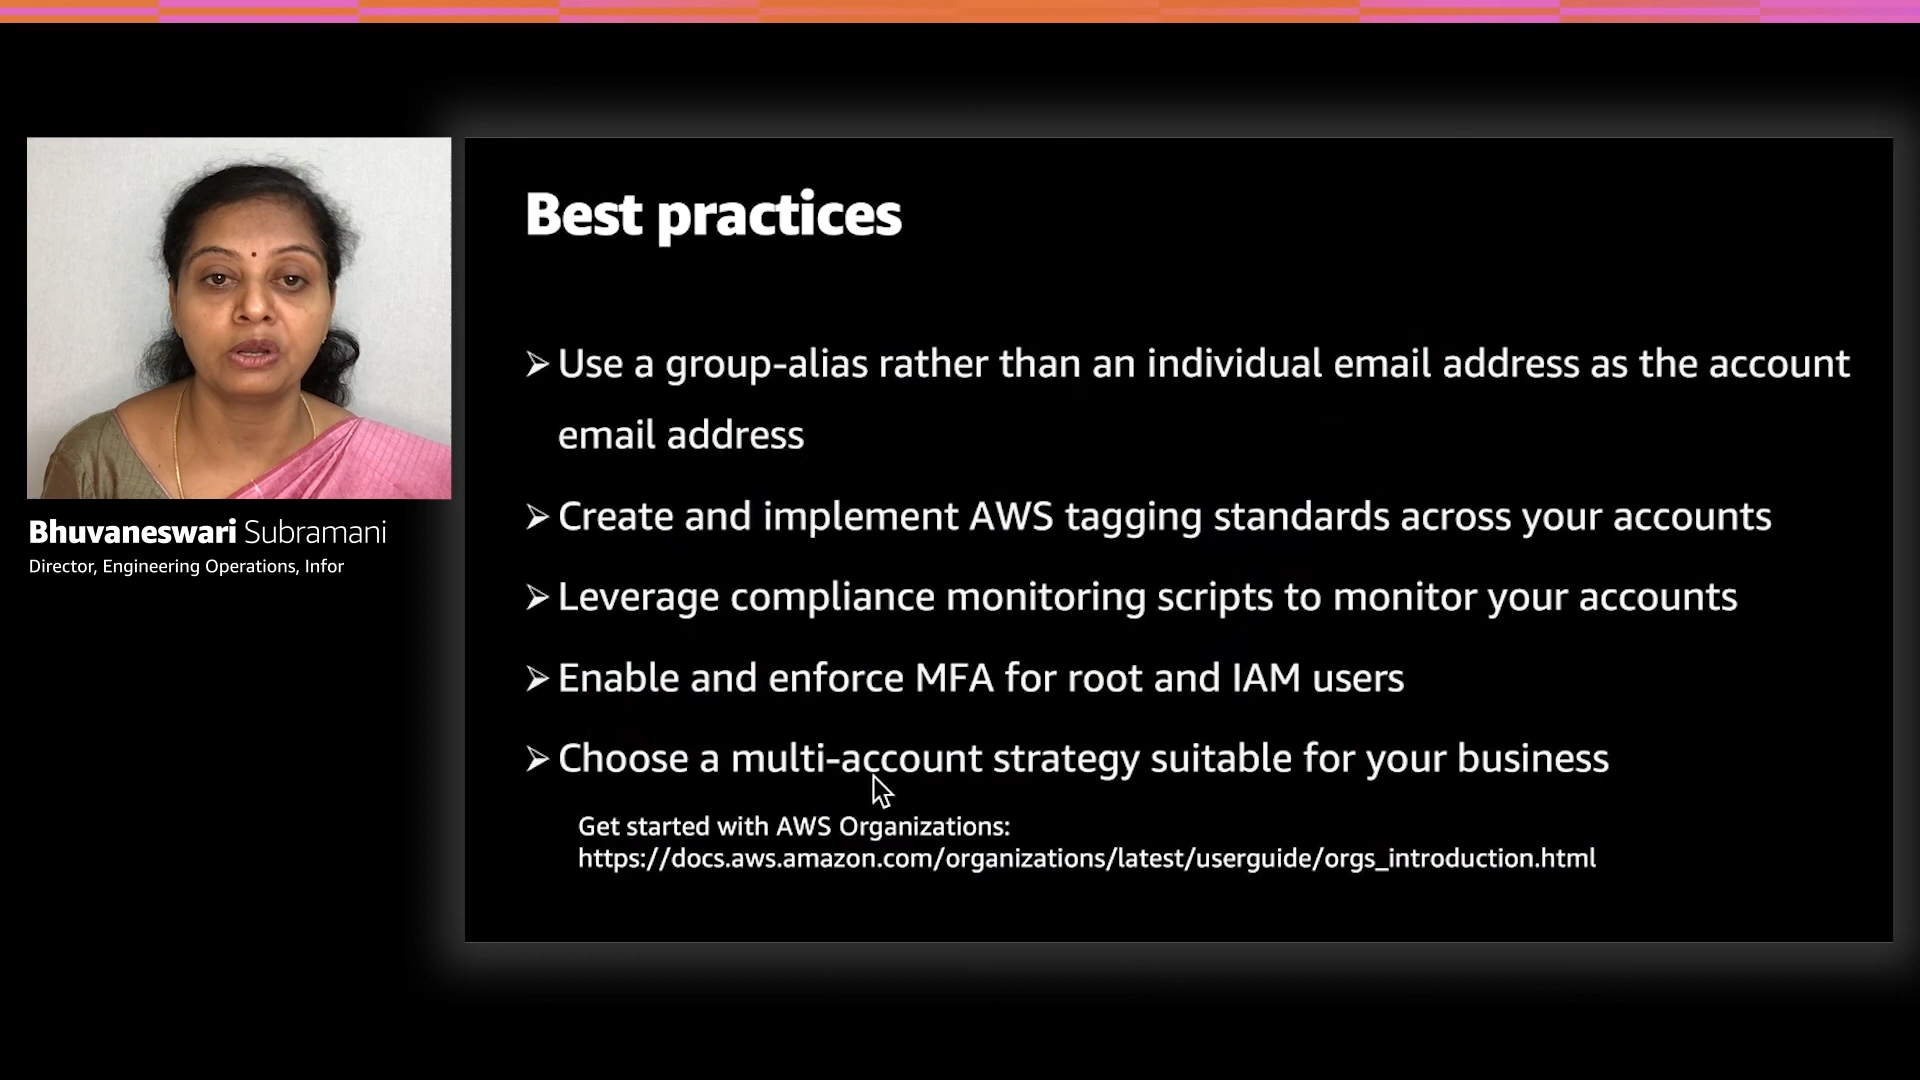 Best practices
➢ Use a group-alias rather than an individual email address as the account
email address
➢ Create and implement AWS tagging standards across your accounts
➢ Leverage compliance monitoring scripts to monitor your accounts
➢ Enable and enforce MFA for root and IAM users
➢ Choose a multi-account strategy suitable for your business
Get started with AWS Organizations:
https://docs.aws.amazon.com/organizations/latest/userguide/orgs_introduction.html
Bhuvaneswari Subramani
Director, Engineering Operations, Infor